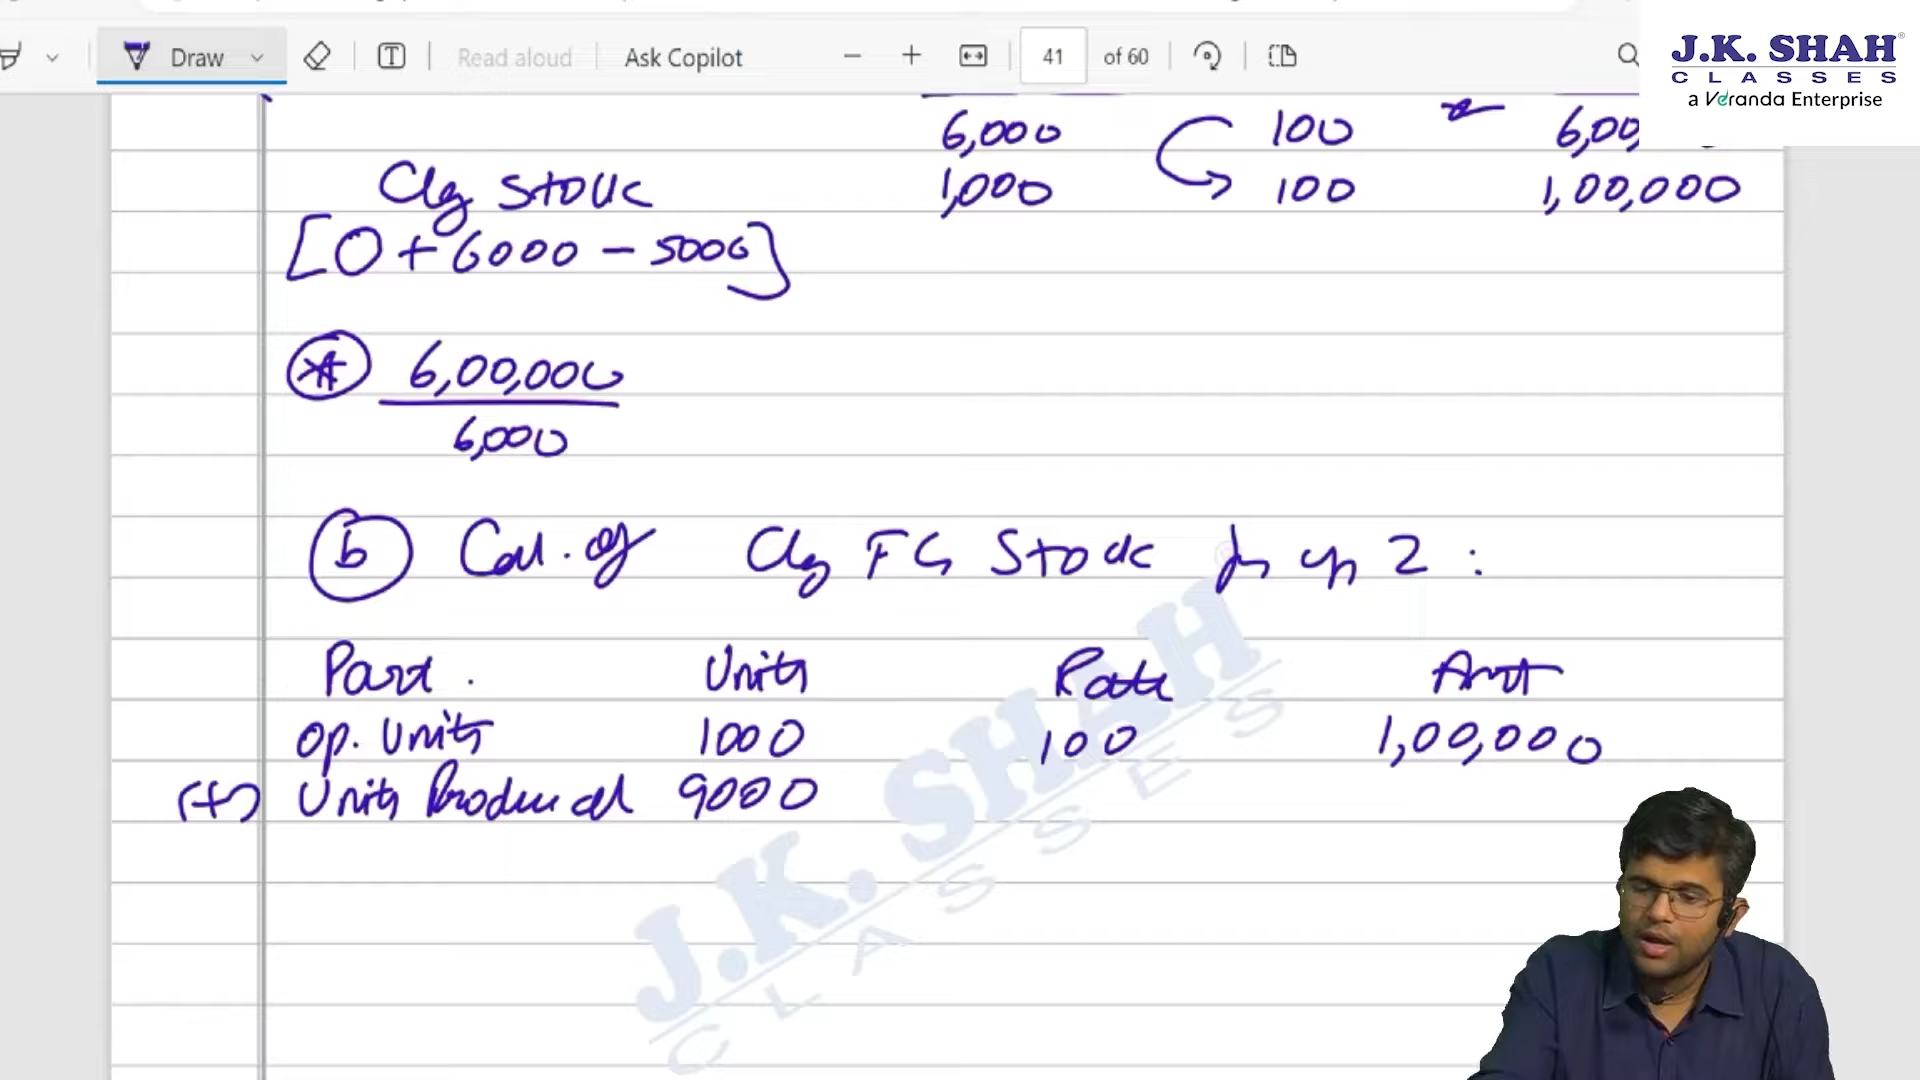 Draw
Read aloud
Ask Copilot
41 of 60
J.K. SHAH
CLASSES
a Veranda Enterprise
6,000 100 6,00,
Clg Stock 1,000 100 1,00,000
[0 + 6000 - 5000]
* 6,00,000
6,000
b Cal. of Clg FG Stock for yr 2 :
Part. Units Rate Amt
Op. Units 1000 100 1,00,000
(+) Units Produced 9000
J.K. SHAH
CLASSES